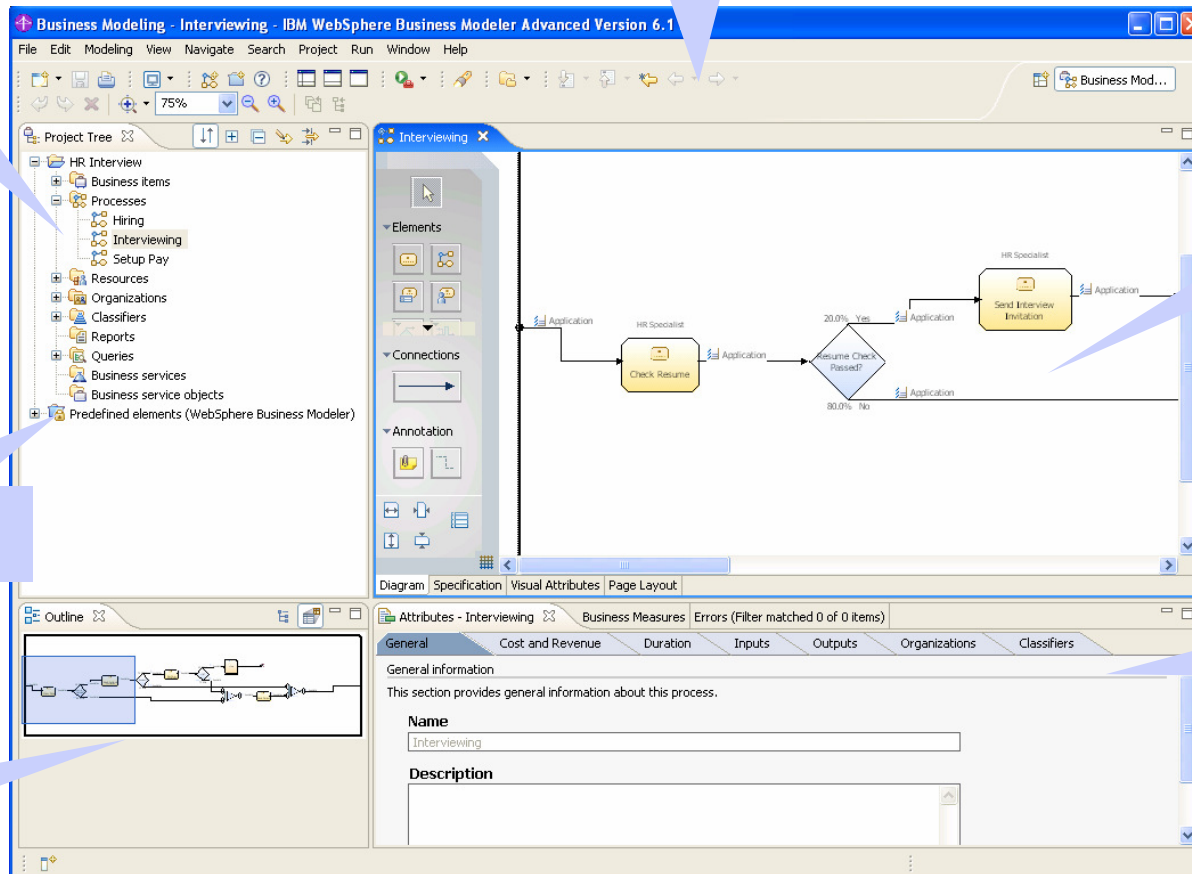 Business Modeling - Interviewing - IBM WebSphere Business Modeler Advanced Version 6.1
File Edit Modeling View Navigate Search Project Run Window Help
Business Mod...
75%
Project Tree
HR Interview
Business items
Processes
Hiring
Interviewing
Setup Pay
Resources
Organizations
Classifiers
Reports
Queries
Business services
Business service objects
Predefined elements (WebSphere Business Modeler)
Interviewing
Elements
Connections
Annotation
Application
HR Specialist
Check Resume
Application
Resume Check
Passed?
20.0% Yes
80.0% No
Application
Application
HR Specialist
Send Interview
Invitation
Application
Diagram Specification Visual Attributes Page Layout
Outline
Attributes - Interviewing Business Measures Errors (Filter matched 0 of 0 items)
General Cost and Revenue Duration Inputs Outputs Organizations Classifiers
General information
This section provides general information about this process.
Name
Interviewing
Description